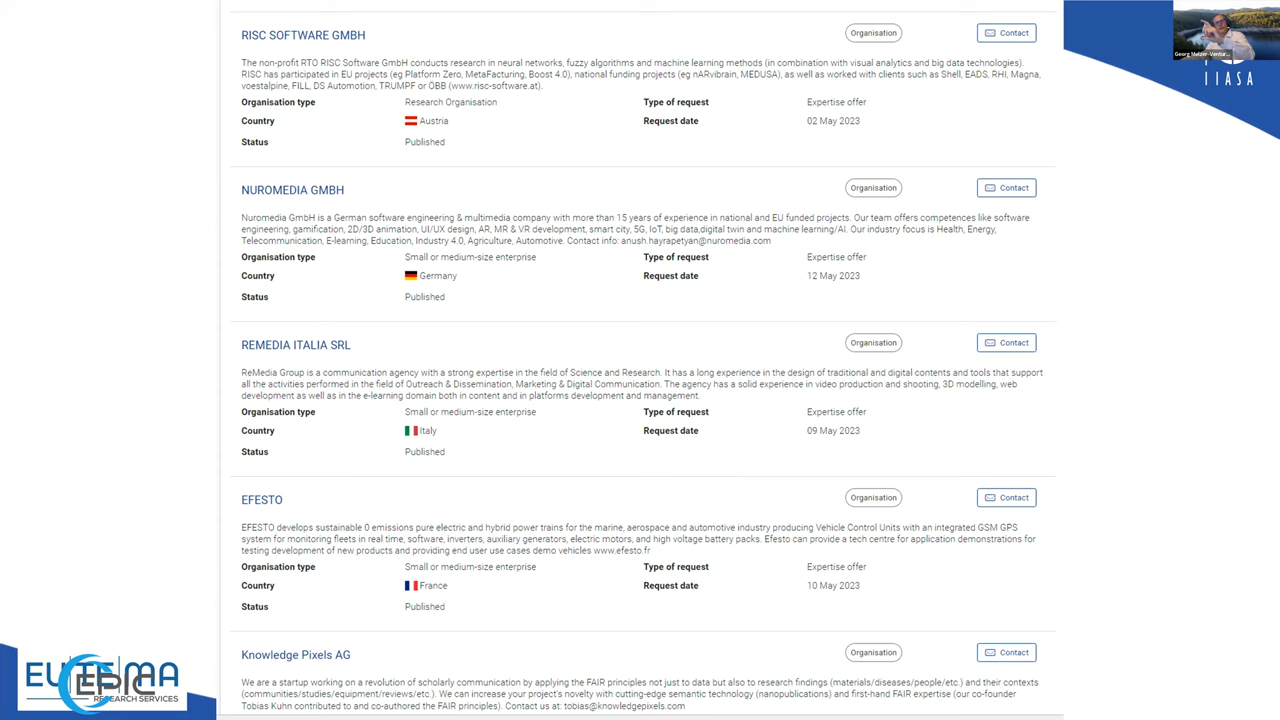 RISC SOFTWARE GMBH
Organisation
Contact
The non-profit RTO RISC Software GmbH conducts research in neural networks, fuzzy algorithms and machine learning methods (in combination with visual analytics and big data technologies).
RISC has participated in EU projects (eg Platform Zero, MetaFacturing, Boost 4.0), national funding projects (eg nARvibrain, MEDUSA), as well as worked with clients such as Shell, EADS, RHI, Magna,
voestalpine, FILL, DS Automotion, TRUMPF or ÖBB (www.risc-software.at).
Organisation type Research Organisation Type of request Expertise offer
Country Austria Request date 02 May 2023
Status Published
NUROMEDIA GMBH
Organisation
Contact
Nuromedia GmbH is a German software engineering & multimedia company with more than 15 years of experience in national and EU funded projects. Our team offers competences like software
engineering, gamification, 2D/3D animation, UI/UX design, AR, MR & VR development, smart city, 5G, IoT, big data,digital twin and machine learning/AI. Our industry focus is Health, Energy,
Telecommunication, E-learning, Education, Industry 4.0, Agriculture, Automotive. Contact info: anush.hayrapetyan@nuromedia.com
Organisation type Small or medium-size enterprise Type of request Expertise offer
Country Germany Request date 12 May 2023
Status Published
REMEDIA ITALIA SRL
Organisation
Contact
ReMedia Group is a communication agency with a strong expertise in the field of Science and Research. It has a long experience in the design of traditional and digital contents and tools that support
all the activities performed in the field of Outreach & Dissemination, Marketing & Digital Communication. The agency has a solid experience in video production and shooting, 3D modelling, web
development as well as in the e-learning domain both in content and in platforms development and management.
Organisation type Small or medium-size enterprise Type of request Expertise offer
Country Italy Request date 09 May 2023
Status Published
EFESTO
Organisation
Contact
EFESTO develops sustainable 0 emissions pure electric and hybrid power trains for the marine, aerospace and automotive industry producing Vehicle Control Units with an integrated GSM GPS
system for monitoring fleets in real time, software, inverters, auxiliary generators, electric motors, and high voltage battery packs. Efesto can provide a tech centre for application demonstrations for
testing development of new products and providing end user use cases demo vehicles www.efesto.fr
Organisation type Small or medium-size enterprise Type of request Expertise offer
Country France Request date 10 May 2023
Status Published
Knowledge Pixels AG
Organisation
Contact
We are a startup working on a revolution of scholarly communication by applying the FAIR principles not just to data but also to research findings (materials/diseases/people/etc.) and their contexts
(communities/studies/equipment/reviews/etc.). We can increase your project's novelty with cutting-edge semantic technology (nanopublications) and first-hand FAIR expertise (our co-founder
Tobias Kuhn contributed to and co-authored the FAIR principles). Contact us at: tobias@knowledgepixels.com
Georg Melzer-Ventur...
IIASA
EUTEMA
EPIC
RESEARCH SERVICES